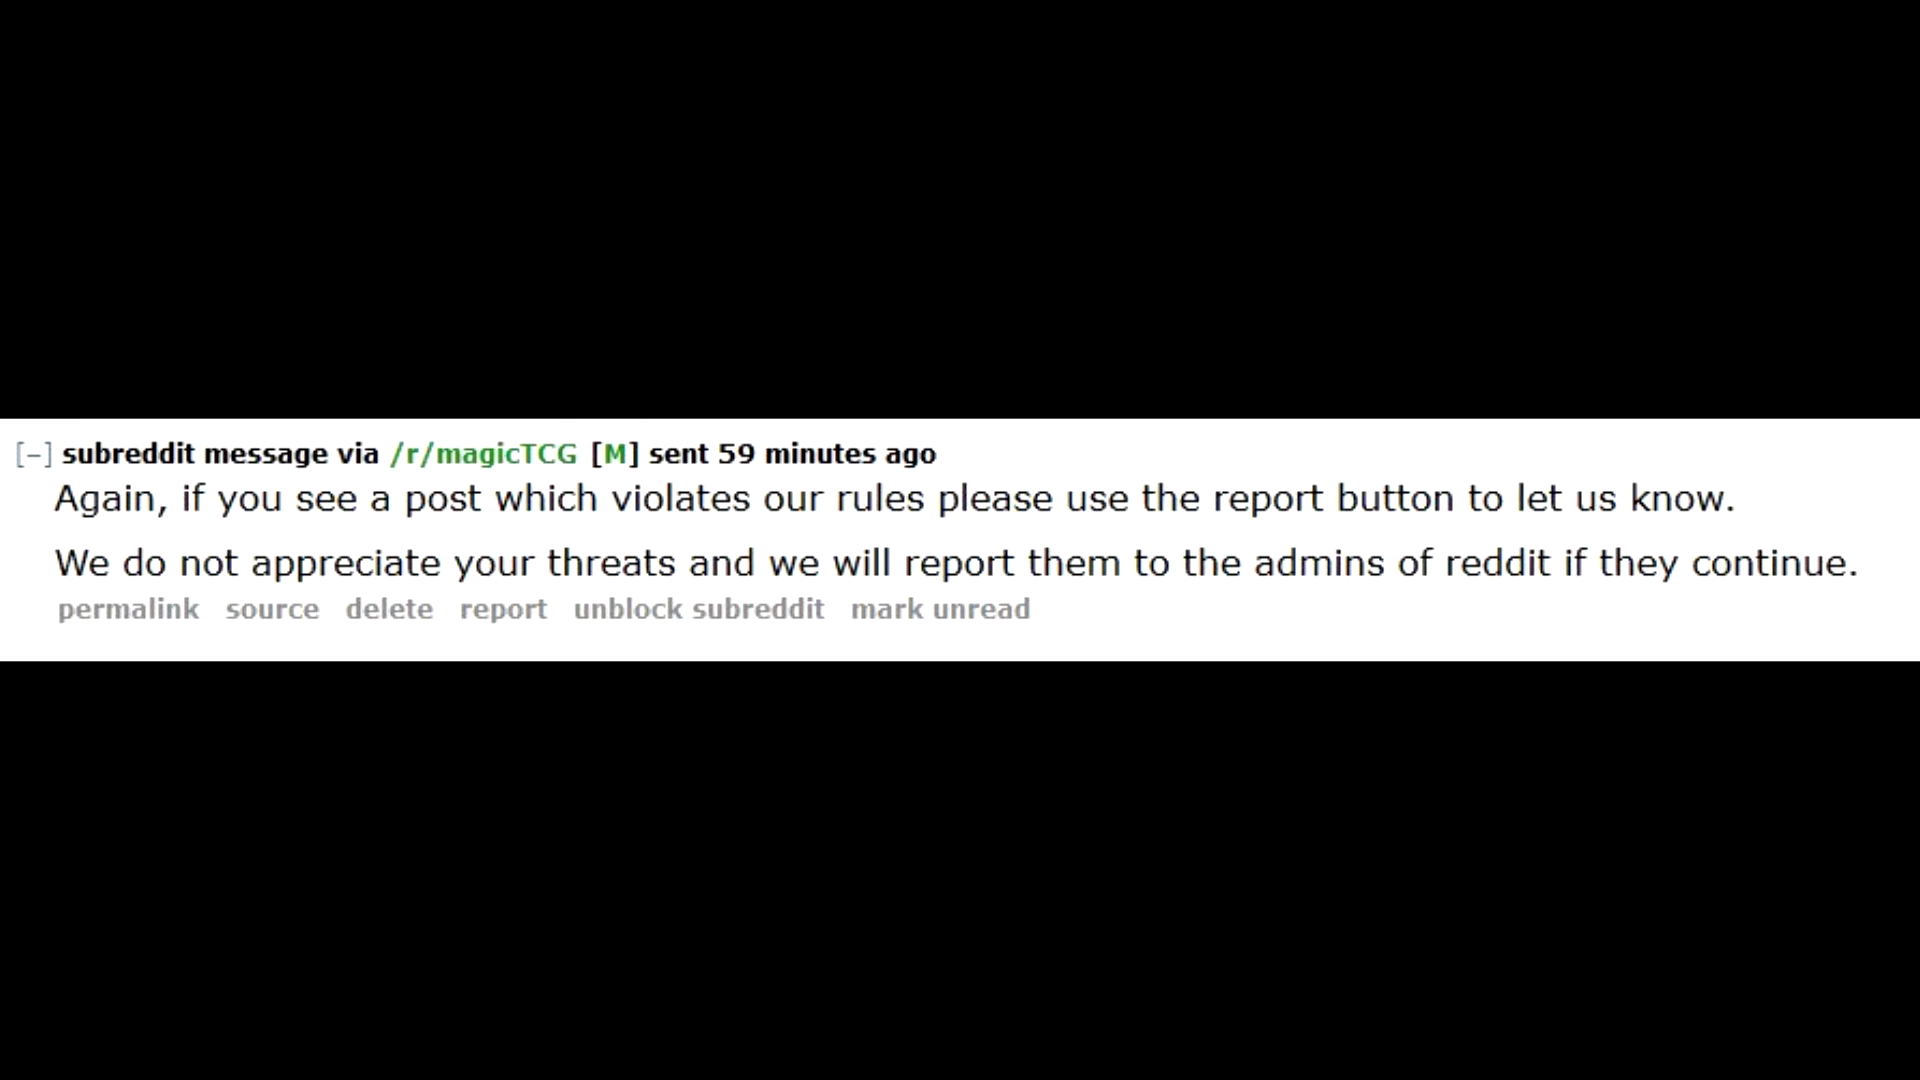 [–] subreddit message via /r/magicTCG [M] sent 59 minutes ago
Again, if you see a post which violates our rules please use the report button to let us know.
We do not appreciate your threats and we will report them to the admins of reddit if they continue.
permalink source delete report unblock subreddit mark unread